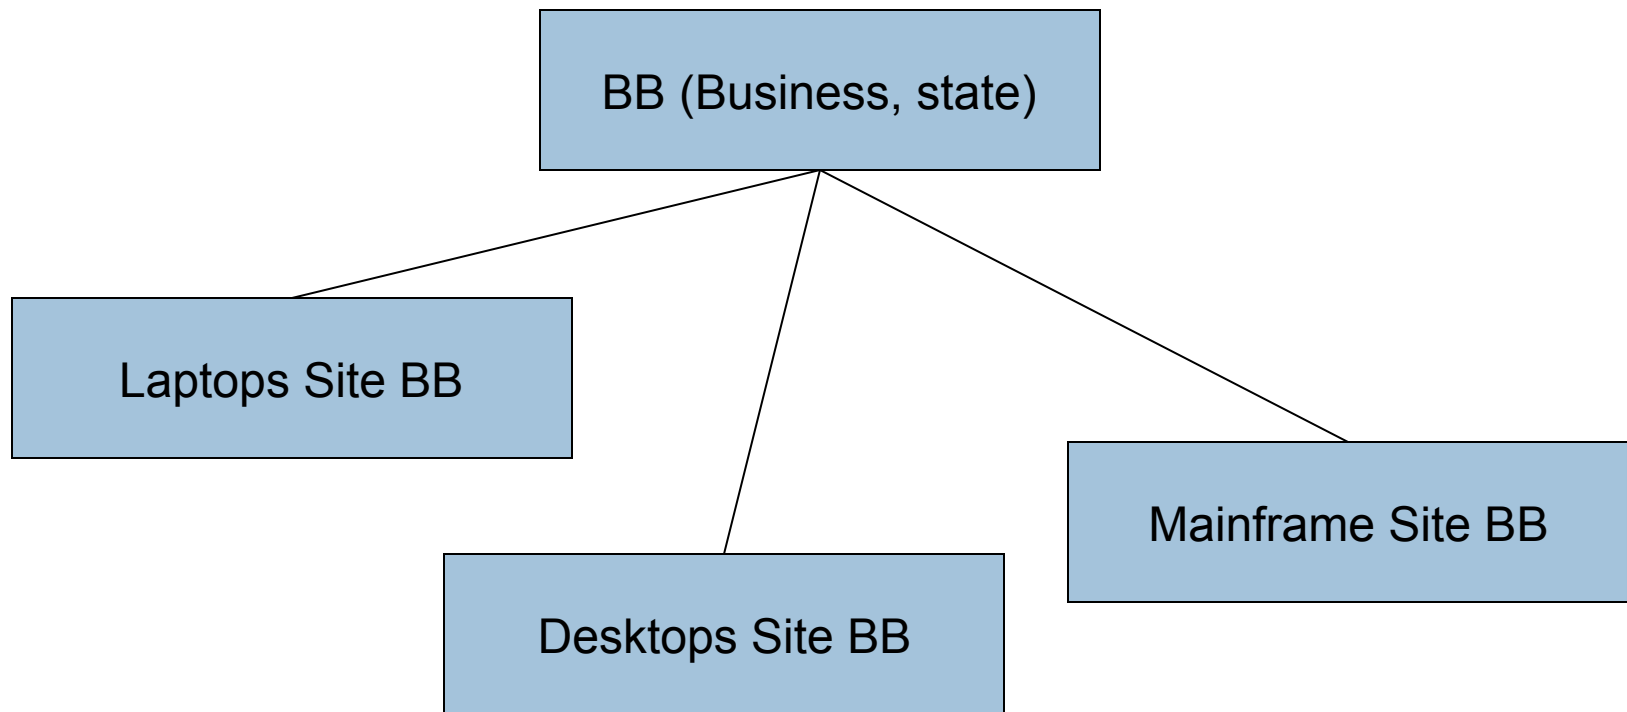 BB (Business, state)
Laptops Site BB
Mainframe Site BB
Desktops Site BB